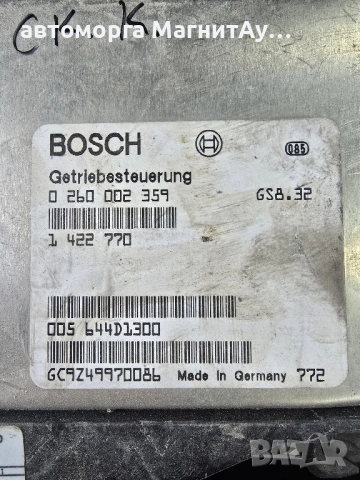 автоморга МагнитАу...
BOSCH
085
Getriebesteuerung
0 260 002 359 GS8.32
1 422 770
005 644D1300
GC9Z49970086 Made in Germany 772
BAZAR